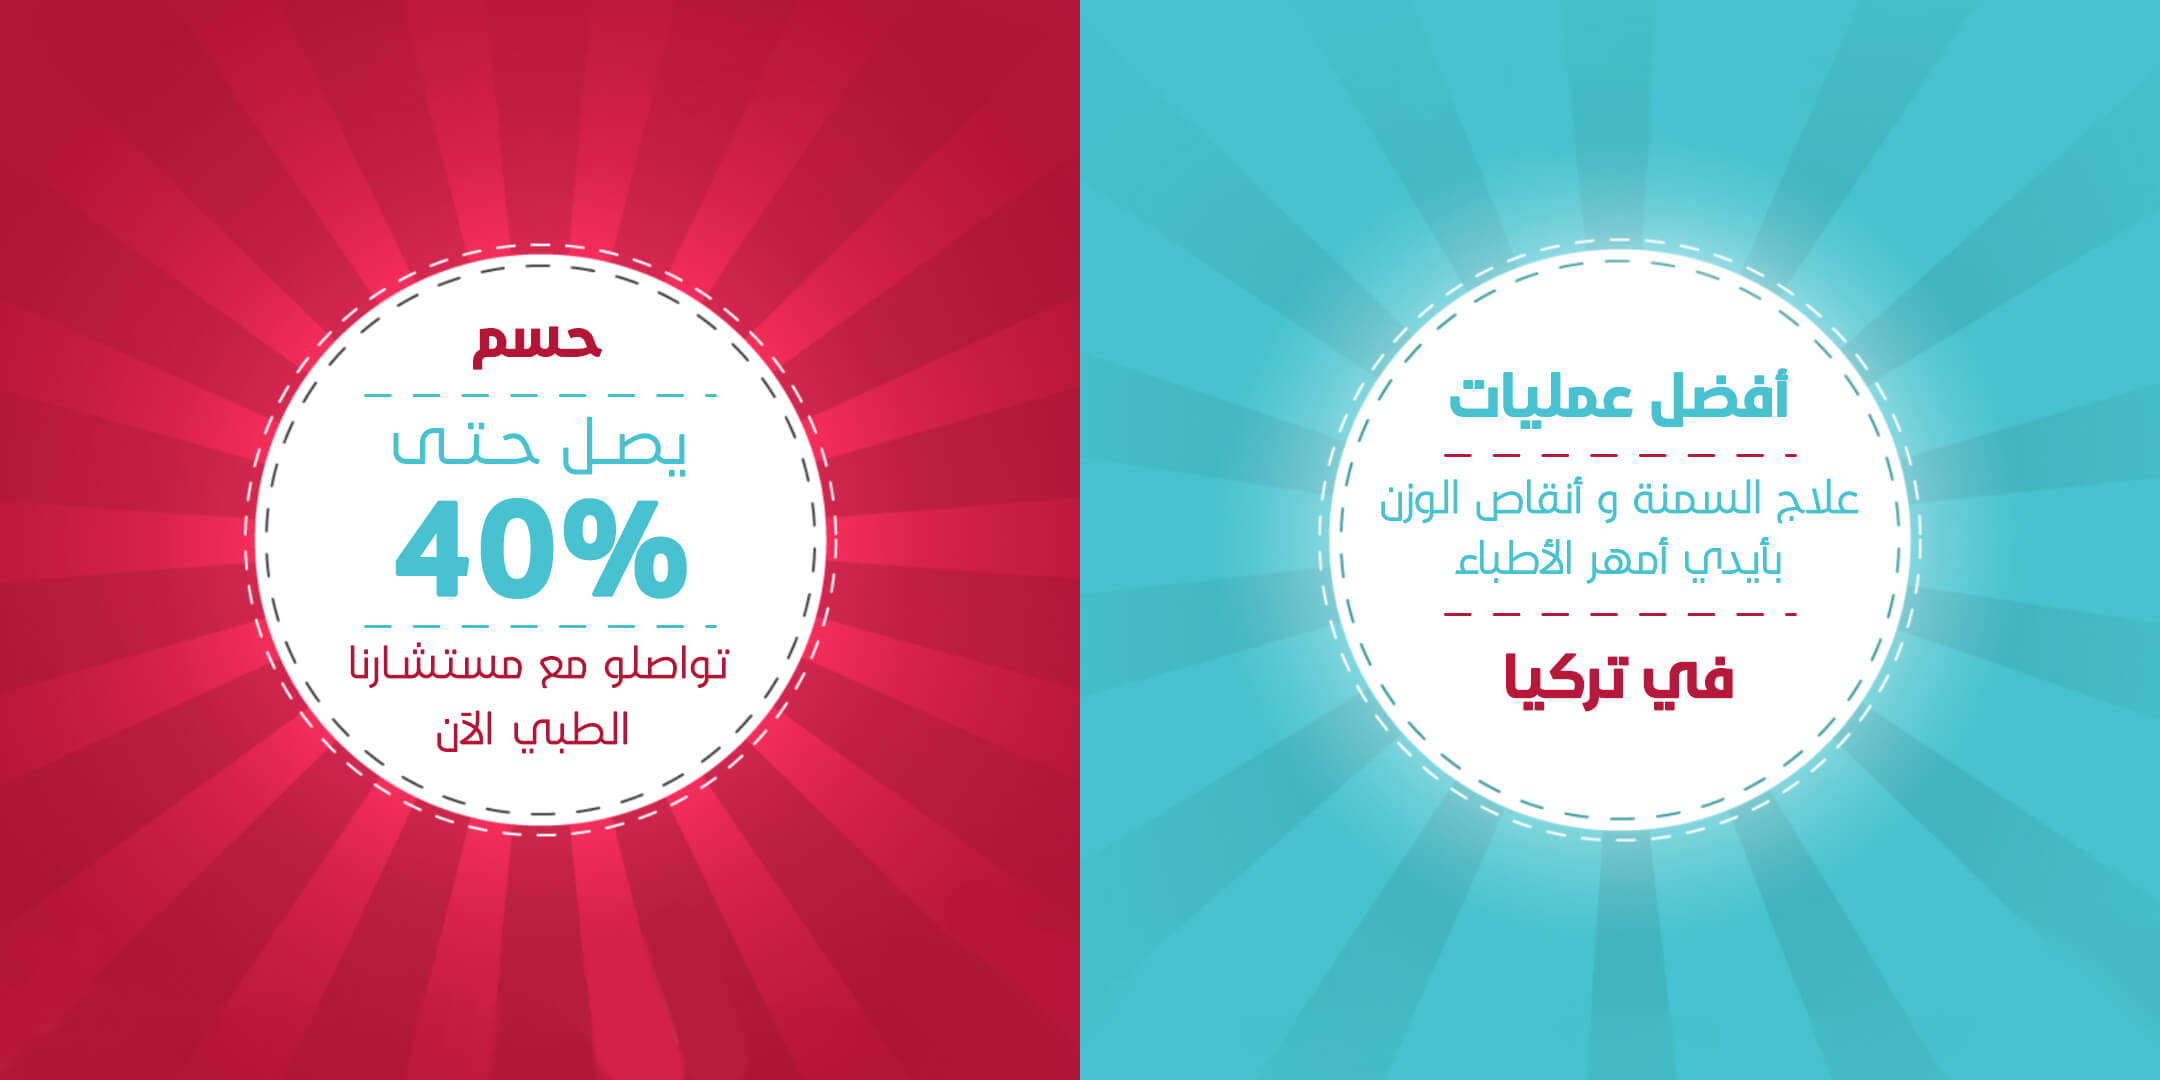 أفضل عمليات
علاج السمنة و أنقاص الوزن
بأيدي أمهر الأطباء
في تركيا
حسم
يصل حتى
40%
تواصلو مع مستشارنا
الطبي الآن